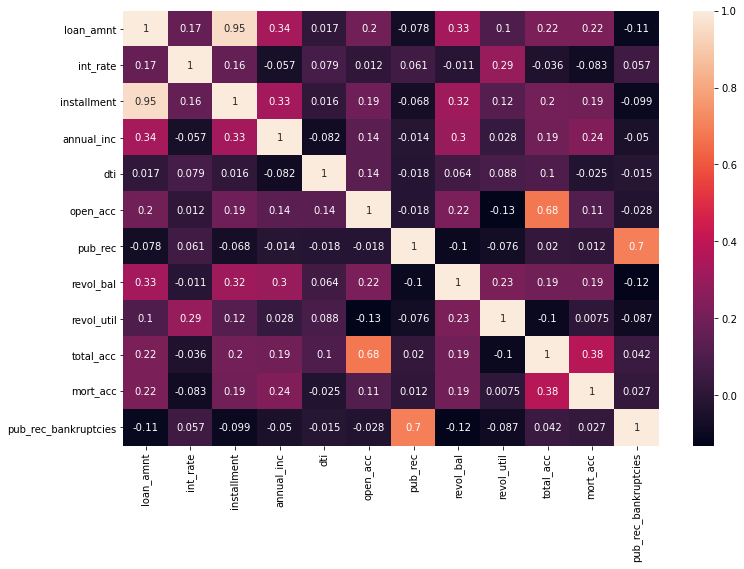 loan_amnt 1 0.17 0.95 0.34 0.017 0.2 -0.078 0.33 0.1 0.22 0.22 -0.11
int_rate 0.17 1 0.16 -0.057 0.079 0.012 0.061 -0.011 0.29 -0.036 -0.083 0.057
installment 0.95 0.16 1 0.33 0.016 0.19 -0.068 0.32 0.12 0.2 0.19 -0.099
annual_inc 0.34 -0.057 0.33 1 -0.082 0.14 -0.014 0.3 0.028 0.19 0.24 -0.05
dti 0.017 0.079 0.016 -0.082 1 0.14 -0.018 0.064 0.088 0.1 -0.025 -0.015
open_acc 0.2 0.012 0.19 0.14 0.14 1 -0.018 0.22 -0.13 0.68 0.11 -0.028
pub_rec -0.078 0.061 -0.068 -0.014 -0.018 -0.018 1 -0.1 -0.076 0.02 0.012 0.7
revol_bal 0.33 -0.011 0.32 0.3 0.064 0.22 -0.1 1 0.23 0.19 0.19 -0.12
revol_util 0.1 0.29 0.12 0.028 0.088 -0.13 -0.076 0.23 1 -0.1 0.0075 -0.087
total_acc 0.22 -0.036 0.2 0.19 0.1 0.68 0.02 0.19 -0.1 1 0.38 0.042
mort_acc 0.22 -0.083 0.19 0.24 -0.025 0.11 0.012 0.19 0.0075 0.38 1 0.027
pub_rec_bankruptcies -0.11 0.057 -0.099 -0.05 -0.015 -0.028 0.7 -0.12 -0.087 0.042 0.027 1
loan_amnt int_rate installment annual_inc dti open_acc pub_rec revol_bal revol_util total_acc mort_acc pub_rec_bankruptcies
1.0
0.8
0.6
0.4
0.2
0.0